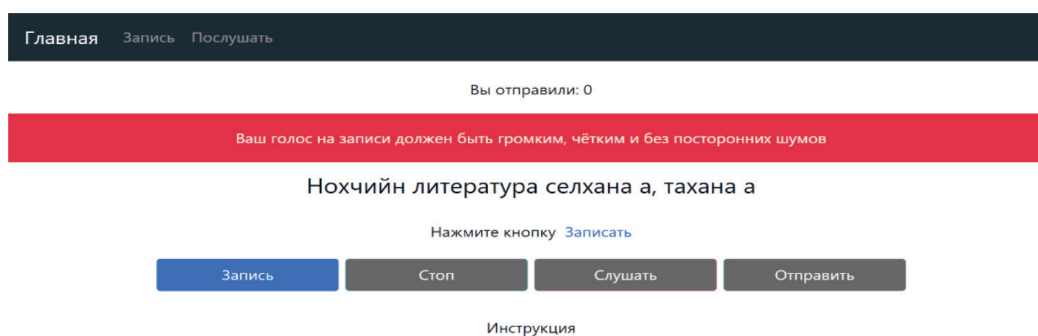 Главная Запись Послушать
Вы отправили: 0
Ваш голос на записи должен быть громким, чётким и без посторонних шумов
Нохчийн литература селхана а, тахана а
Нажмите кнопку Записать
Запись Стоп Слушать Отправить
Инструкция